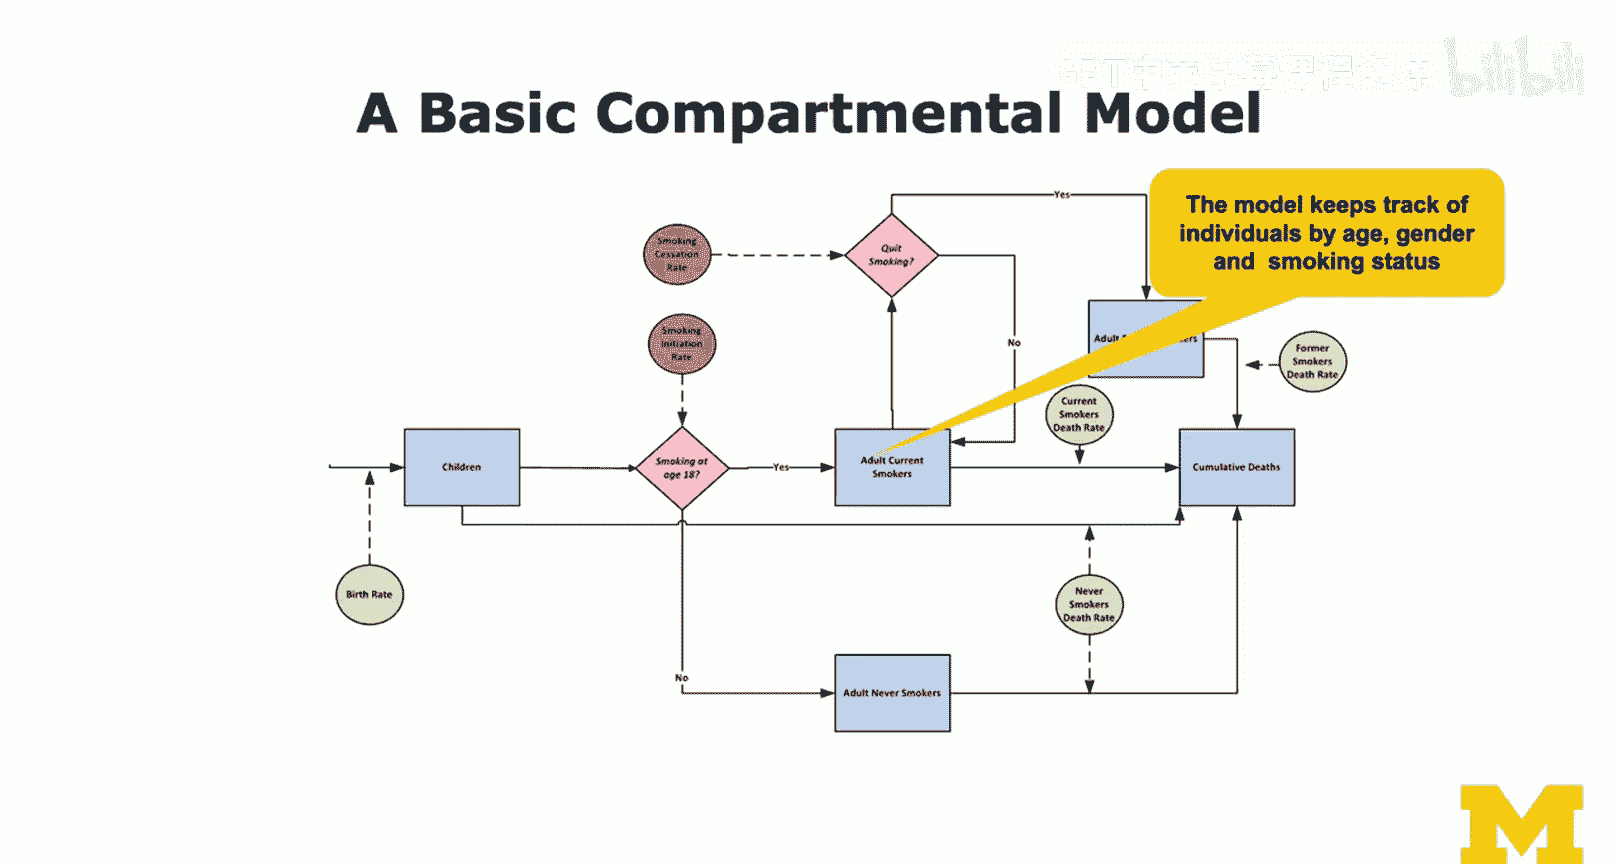 A Basic Compartmental Model
bilibili
The model keeps track of
individuals by age, gender
and smoking status
Yes
Smoking
Cessation
Rate
Quit
Smoking?
No
Smoking
Initiation
Rate
Adult
Former
Smokers
Death Rate
Current
Smokers
Death Rate
Children
Smoking at
age 18?
Yes
Adult Current
Smokers
Cumulative Deaths
Birth Rate
Never
Smokers
Death Rate
No
Adult Never Smokers
M